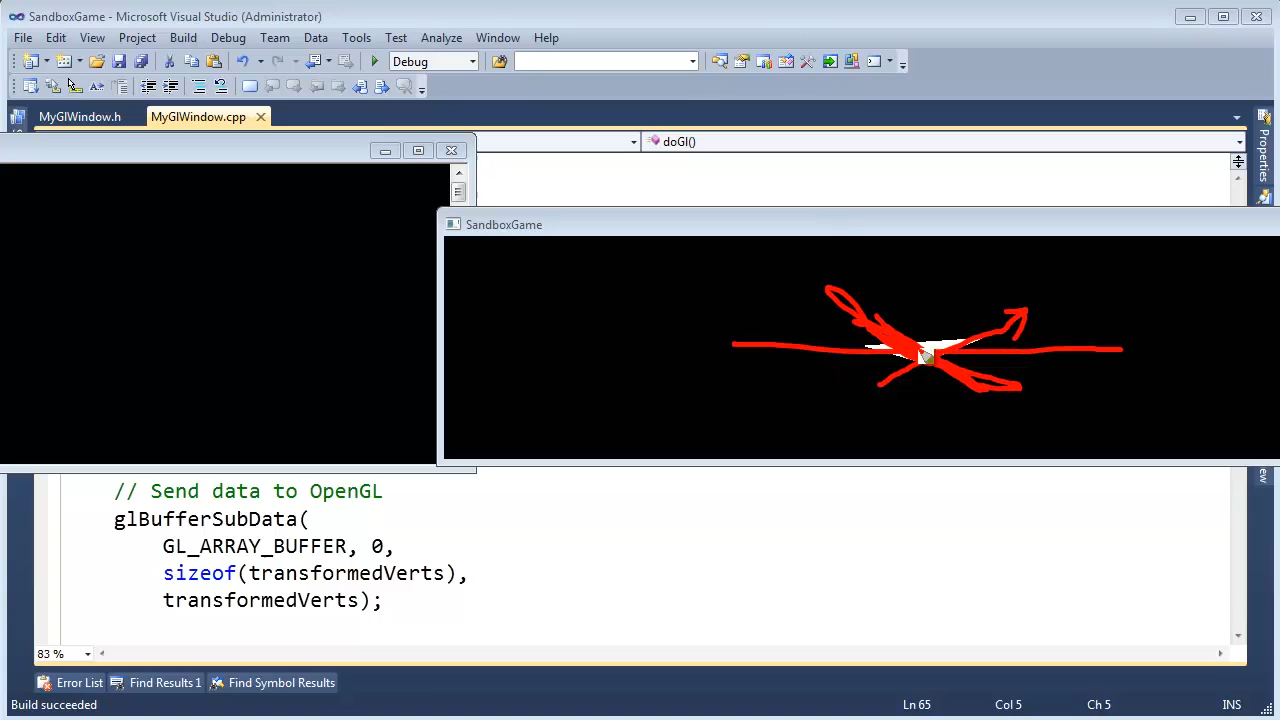 SandboxGame - Microsoft Visual Studio (Administrator)
File Edit View Project Build Debug Team Data Tools Test Analyze Window Help
Debug
MyGlWindow.h MyGlWindow.cpp
doGl()
Properties
SandboxGame
// Send data to OpenGL
glBufferSubData(
GL_ARRAY_BUFFER, 0,
sizeof(transformedVerts),
transformedVerts);
83 %
Error List Find Results 1 Find Symbol Results
Build succeeded Ln 65 Col 5 Ch 5 INS